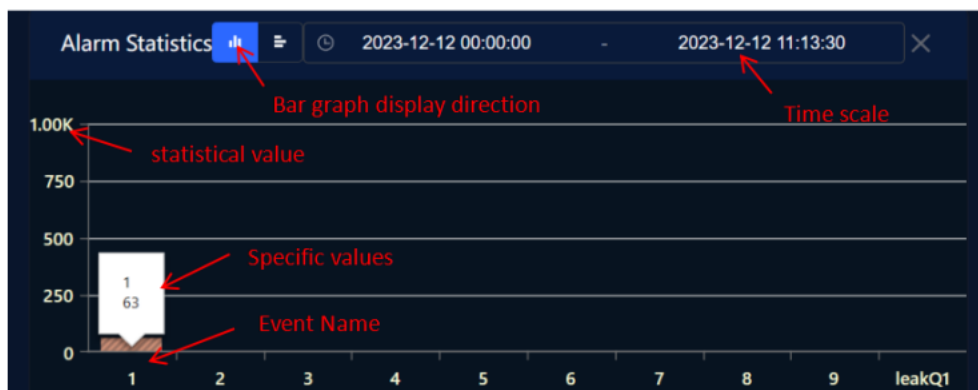 Alarm Statistics 2023-12-12 00:00:00 - 2023-12-12 11:13:30
Bar graph display direction
Time scale
1.00K
statistical value
750
500
Specific values
1
63
250
Event Name
0
1 2 3 4 5 6 7 8 9 leakQ1